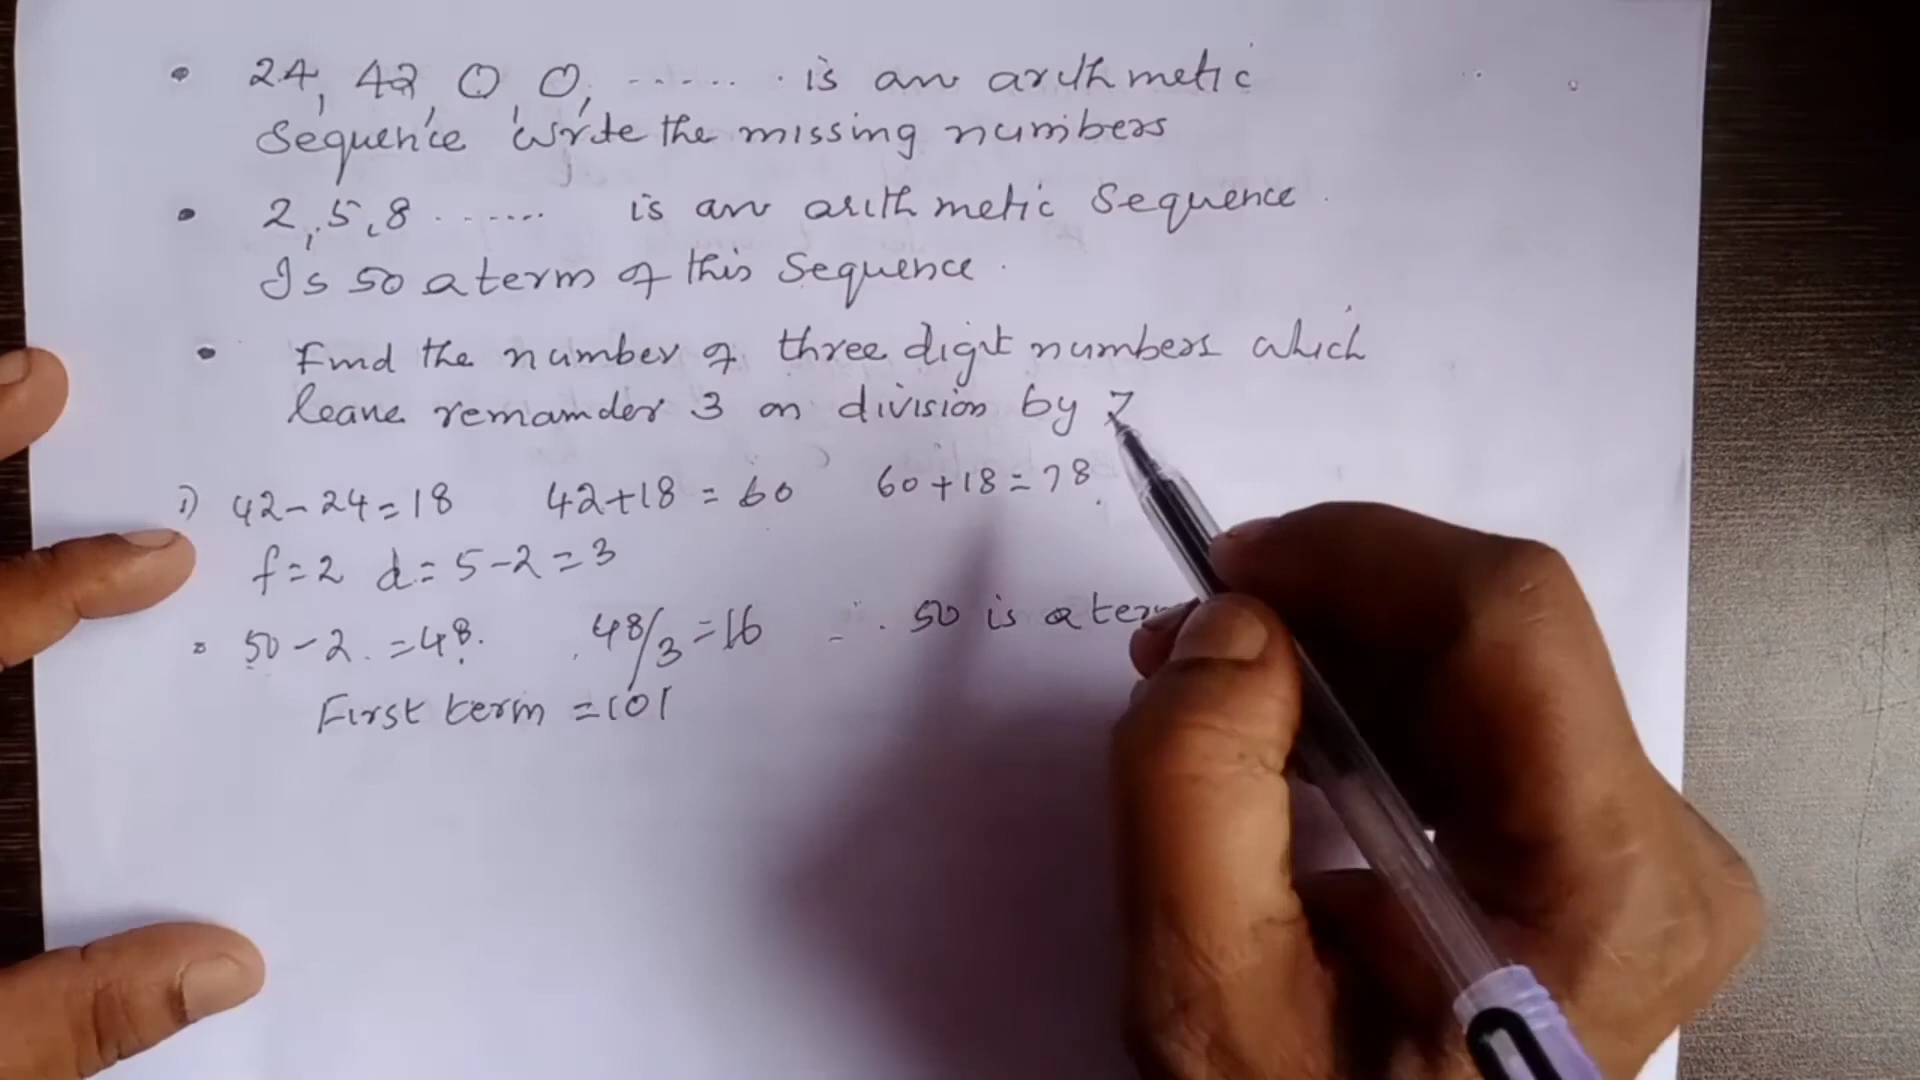 • 24, 42, O, O, ....... is an arithmetic
Sequence write the missing numbers
• 2, 5, 8 ....... is an arithmetic Sequence.
Is 50 a term of this Sequence.
• Find the number of three digit numbers which
leave remainder 3 on division by 7
1) 42-24=18 42+18=60 60+18=78.
f=2 d=5-2=3
50-2.=48. 48/3=16 ∴ 50 is a
First term =101